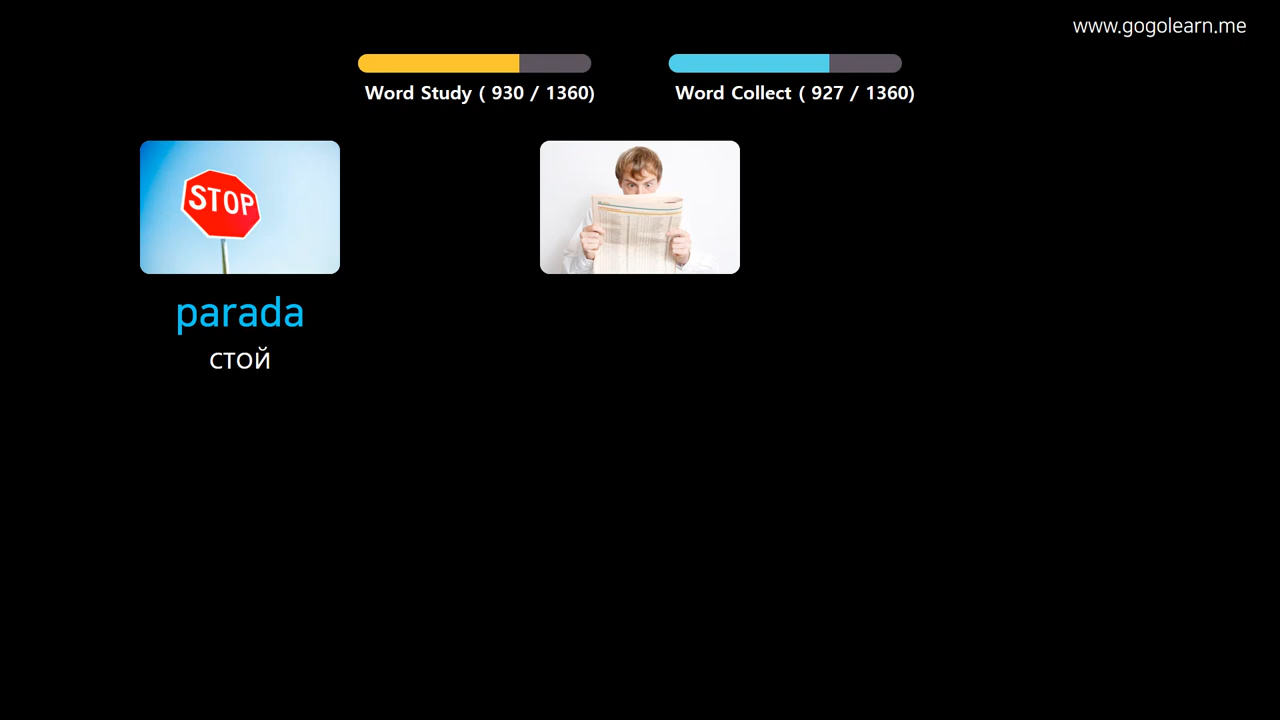 www.gogolearn.me
Word Study ( 930 / 1360)
Word Collect ( 927 / 1360)
STOP
parada
стой